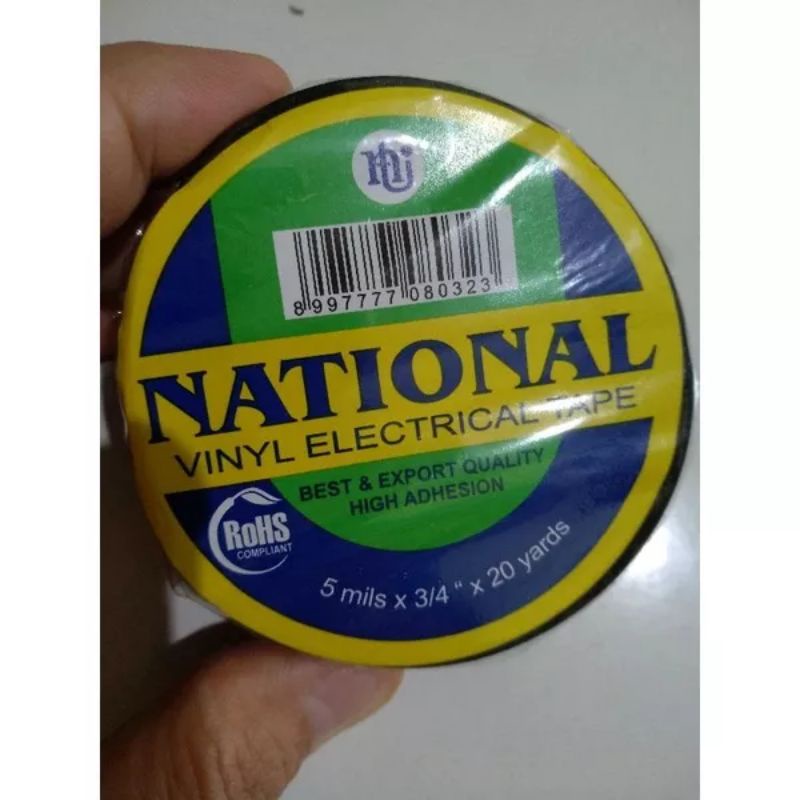 8 997777 080323
NATIONAL
VINYL ELECTRICAL TAPE
BEST & EXPORT QUALITY
HIGH ADHESION
RoHS
COMPLIANT
5 mils x 3/4 " x 20 yards